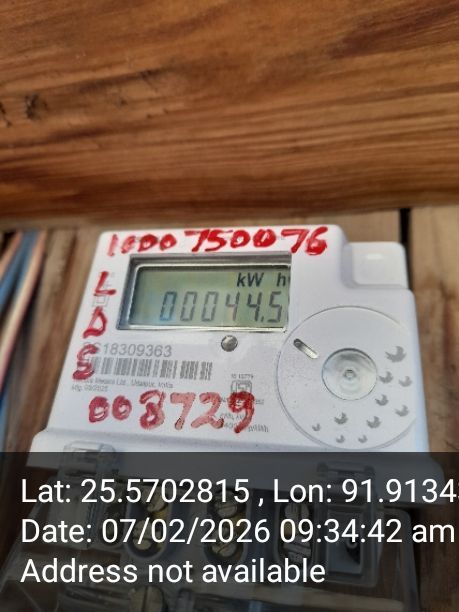 1000750076
L
D
S
kW h
00044.5
18309363
008729
Lat: 25.5702815 , Lon: 91.9134
Date: 07/02/2026 09:34:42 am
Address not available